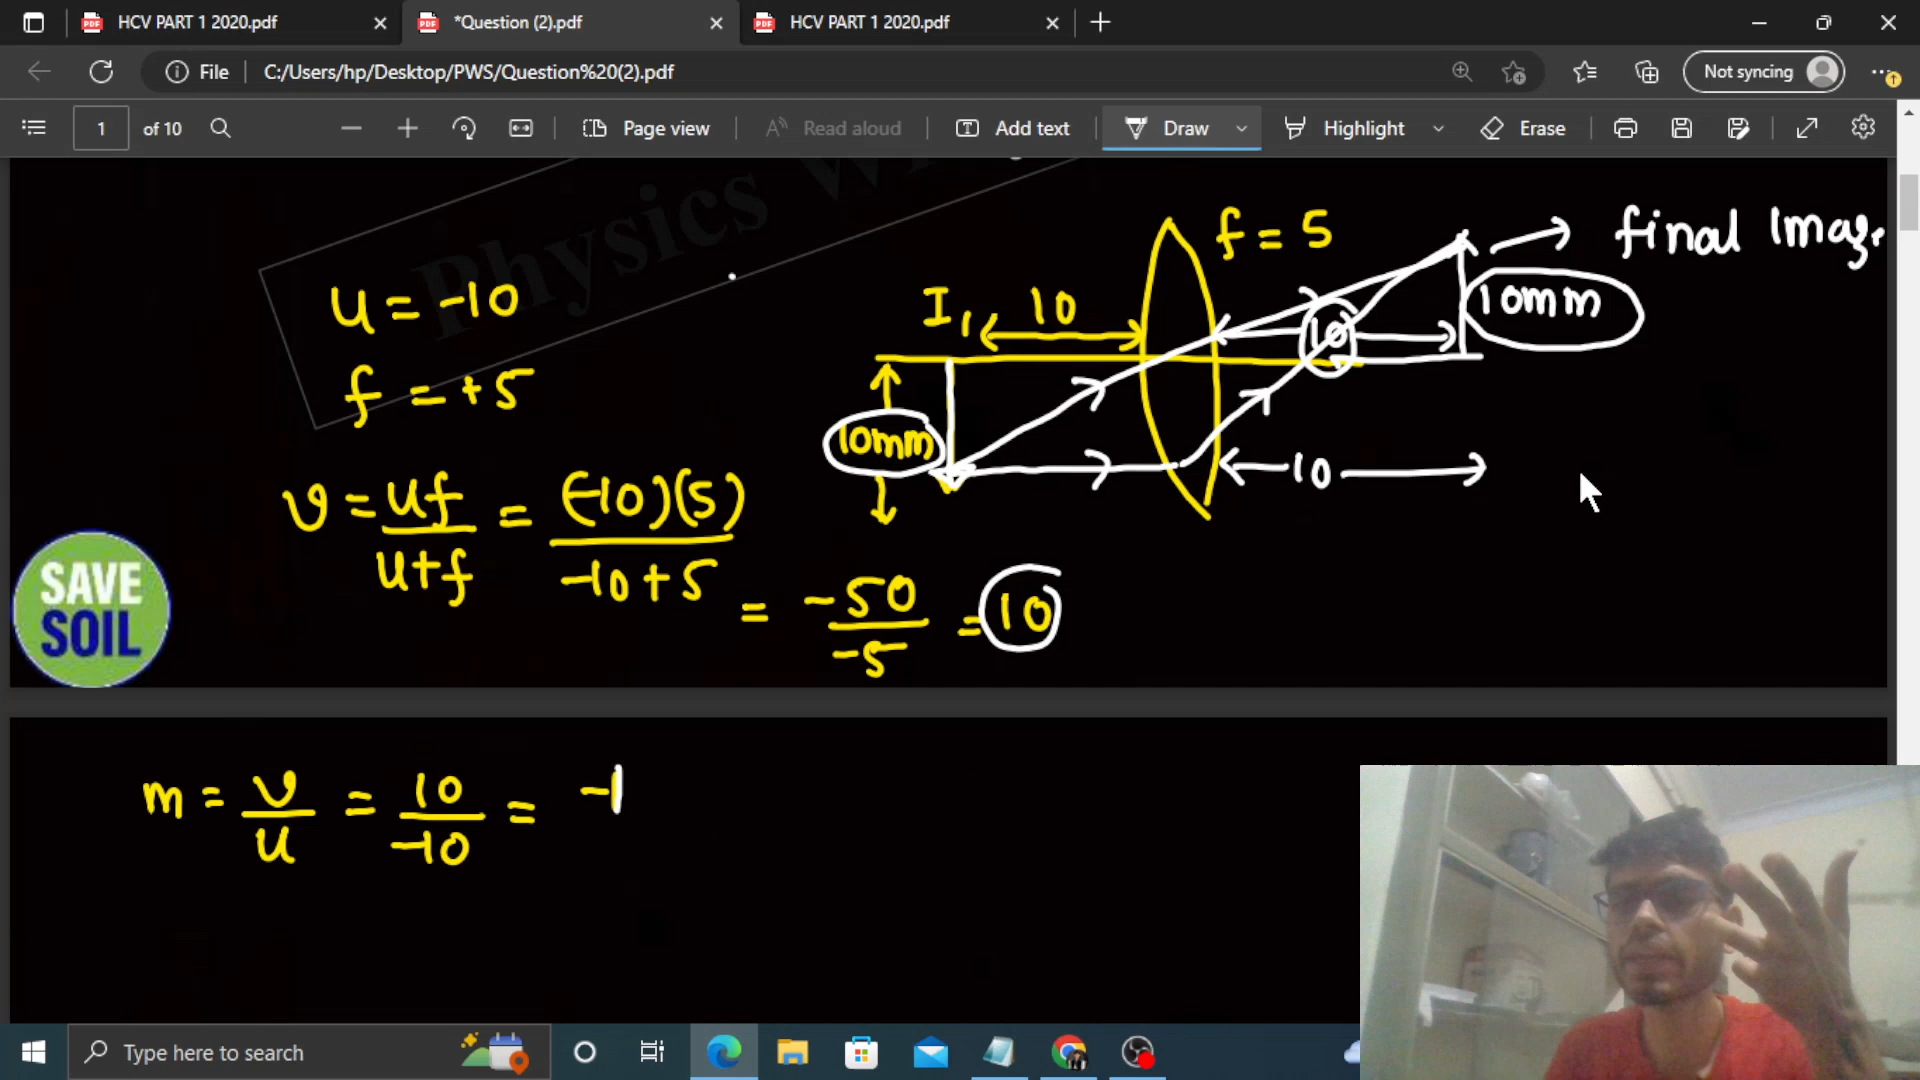 HCV PART 1 2020.pdf
*Question (2).pdf
HCV PART 1 2020.pdf
File
C:/Users/hp/Desktop/PWS/Question%20(2).pdf
Not syncing
1 of 10
Page view
Read aloud
Add text
Draw
Highlight
Erase
Physics W
u = -10
f = +5
v = uf/u+f = (-10)(5)/-10+5 = -50/-5 = 10
f = 5
I₁
10
10
10mm
10mm
final Image
10
SAVE
SOIL
m = v/u = 10/-10 = -1
Type here to search